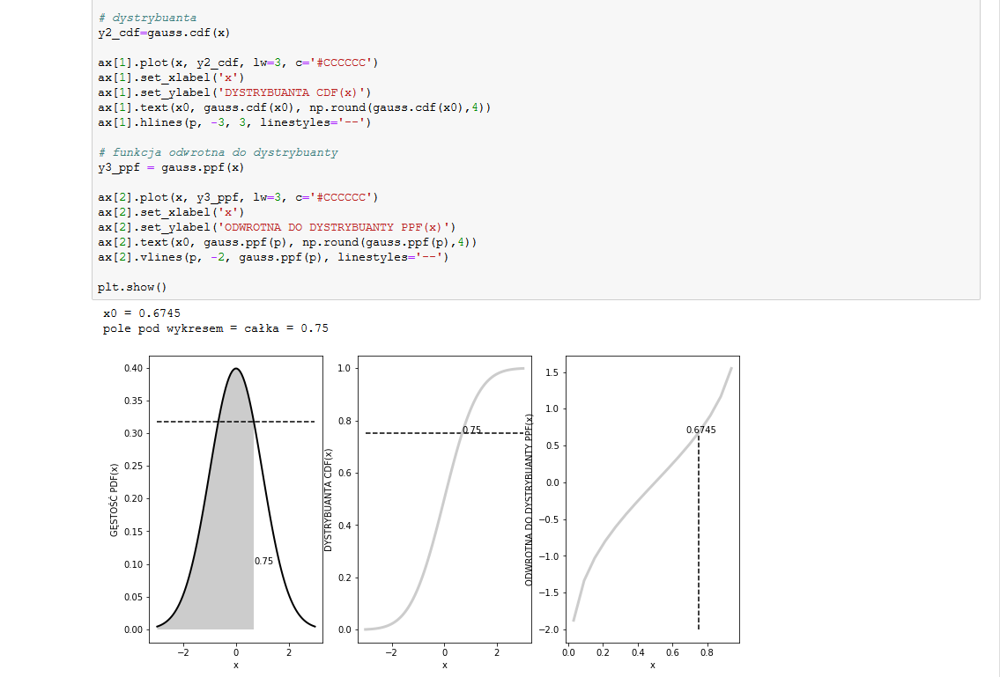 # dystrybuanta
y2_cdf=gauss.cdf(x)
ax[1].plot(x, y2_cdf, lw=3, c='#CCCCCC')
ax[1].set_xlabel('x')
ax[1].set_ylabel('DYSTRYBUANTA CDF(x)')
ax[1].text(x0, gauss.cdf(x0), np.round(gauss.cdf(x0),4))
ax[1].hlines(p, -3, 3, linestyles='--')
# funkcja odwrotna do dystrybuanty
y3_ppf = gauss.ppf(x)
ax[2].plot(x, y3_ppf, lw=3, c='#CCCCCC')
ax[2].set_xlabel('x')
ax[2].set_ylabel('ODWROTNA DO DYSTRYBUANTY PPF(x)')
ax[2].text(x0, gauss.ppf(p), np.round(gauss.ppf(p),4))
ax[2].vlines(p, -2, gauss.ppf(p), linestyles='--')
plt.show()
x0 = 0.6745
pole pod wykresem = całka = 0.75
GĘSTOŚĆ PDF(x)
0.40
0.35
0.30
0.25
0.20
0.15
0.10
0.05
0.00
0.75
−2 0 2
x
DYSTRYBUANTA CDF(x)
1.0
0.8
0.6
0.4
0.2
0.0
0.75
−2 0 2
x
ODWROTNA DO DYSTRYBUANTY PPF(x)
1.5
1.0
0.5
0.0
−0.5
−1.0
−1.5
−2.0
0.6745
0.0 0.2 0.4 0.6 0.8
x